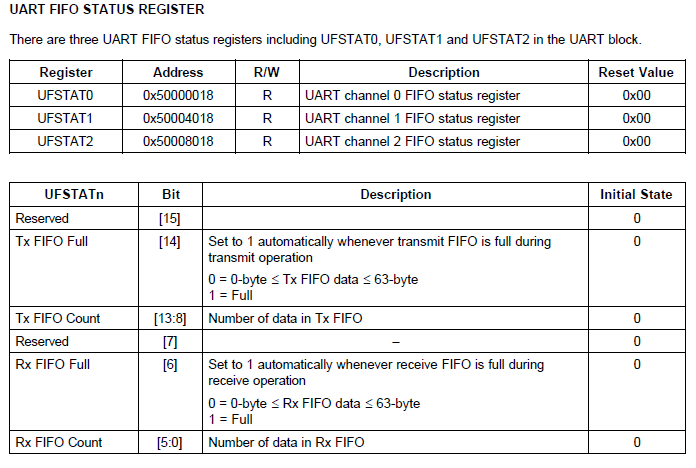 UART FIFO STATUS REGISTER
There are three UART FIFO status registers including UFSTAT0, UFSTAT1 and UFSTAT2 in the UART block.
Register Address R/W Description Reset Value
UFSTAT0 0x50000018 R UART channel 0 FIFO status register 0x00
UFSTAT1 0x50004018 R UART channel 1 FIFO status register 0x00
UFSTAT2 0x50008018 R UART channel 2 FIFO status register 0x00
UFSTATn Bit Description Initial State
Reserved [15] 0
Tx FIFO Full [14] Set to 1 automatically whenever transmit FIFO is full during 0
transmit operation
0 = 0-byte ≤ Tx FIFO data ≤ 63-byte
1 = Full
Tx FIFO Count [13:8] Number of data in Tx FIFO 0
Reserved [7] – 0
Rx FIFO Full [6] Set to 1 automatically whenever receive FIFO is full during 0
receive operation
0 = 0-byte ≤ Rx FIFO data ≤ 63-byte
1 = Full
Rx FIFO Count [5:0] Number of data in Rx FIFO 0